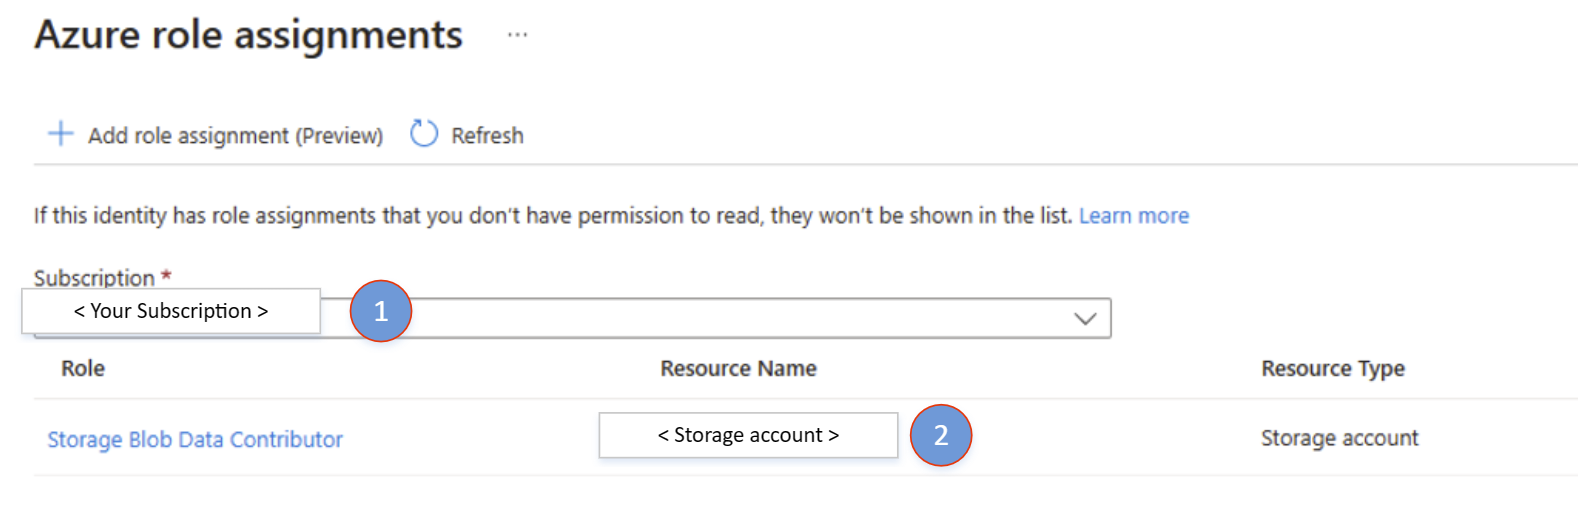 Azure role assignments ...
Add role assignment (Preview) Refresh
If this identity has role assignments that you don't have permission to read, they won't be shown in the list. Learn more
Subscription *
< Your Subscription > 1
Role Resource Name Resource Type
Storage Blob Data Contributor < Storage account > 2 Storage account